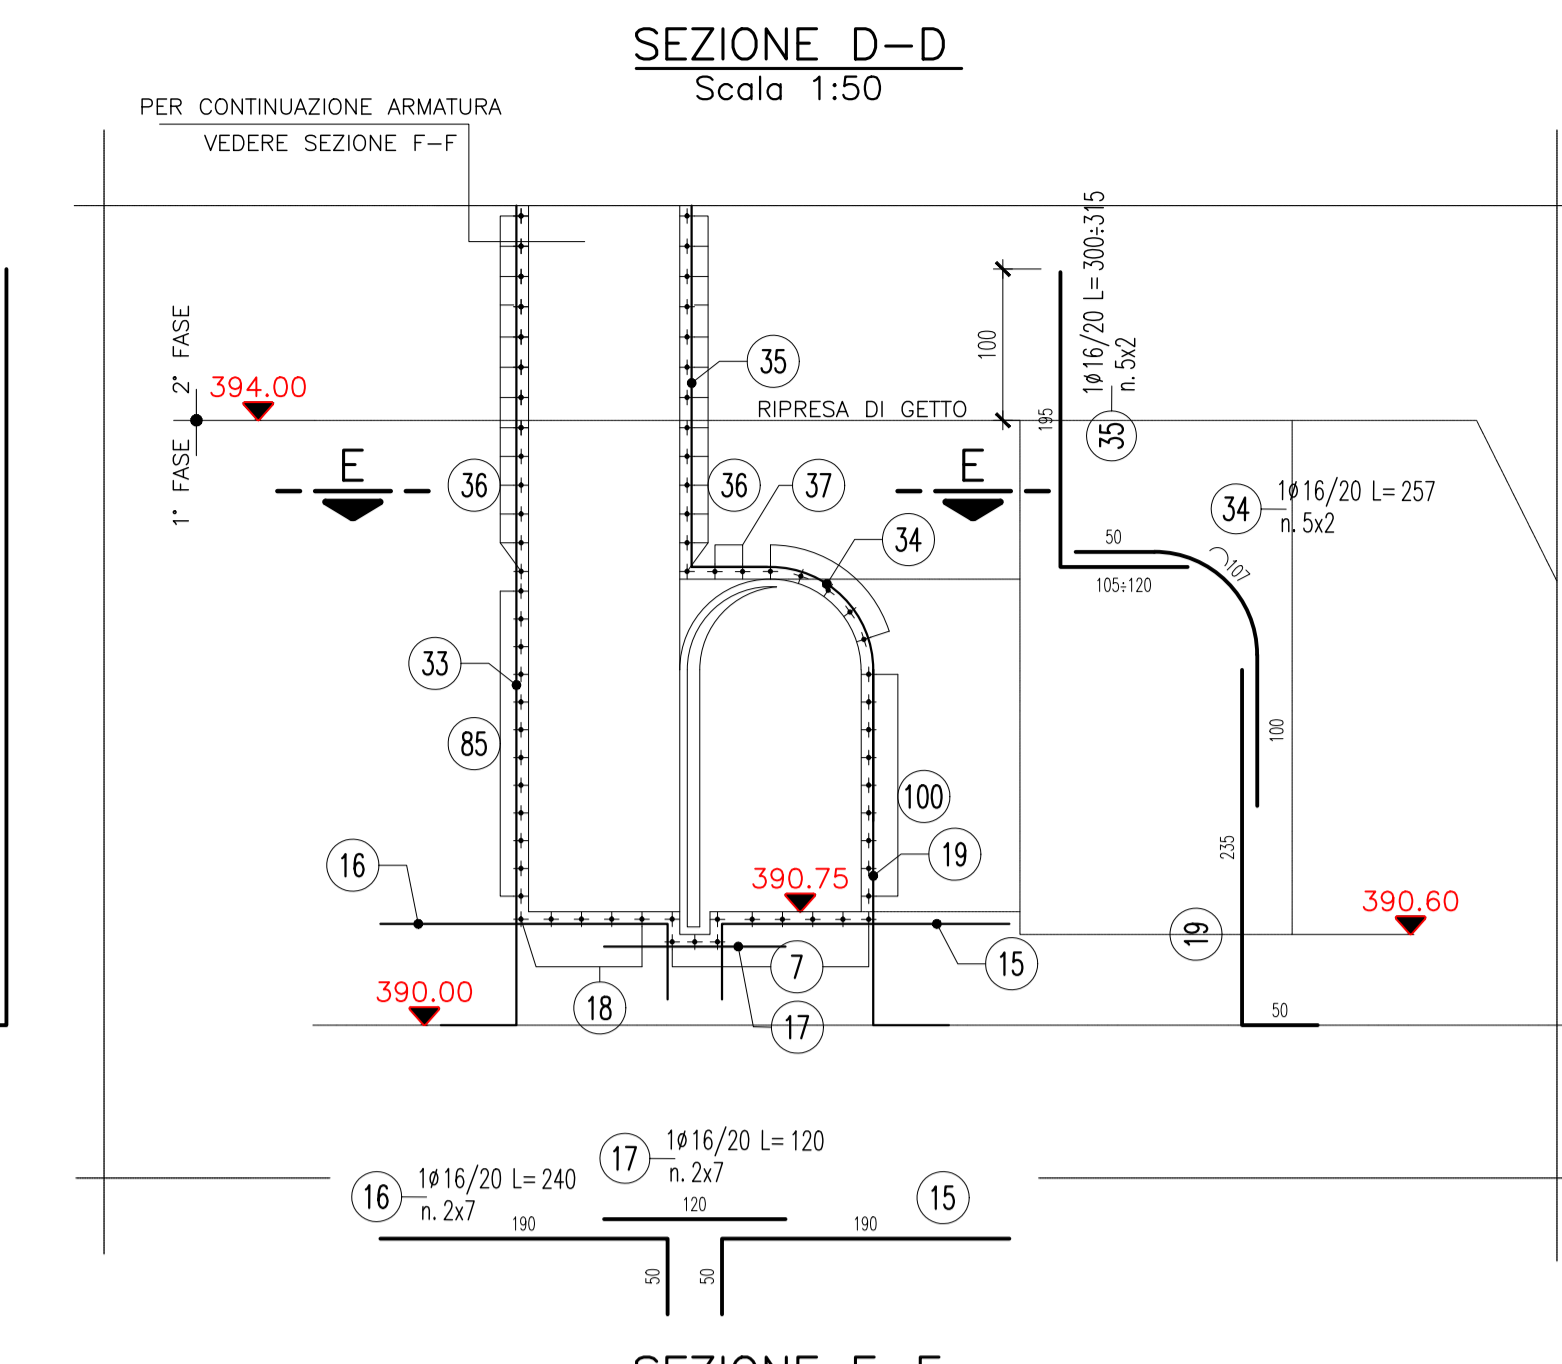 SEZIONE D-D
Scala 1:50
PER CONTINUAZIONE ARMATURA
VEDERE SEZIONE F-F
1° FASE 2° FASE
394.00
RIPRESA DI GETTO
100
195
1ø16/20 L=300÷315
n. 5x2
35
35
E
E
36
36
37
34
34
1ø16/20 L=257
n. 5x2
50
105÷120
107
100
33
85
100
16
19
235
390.75
390.60
19
15
7
18
390.00
17
50
17
1ø16/20 L=120
n. 2x7
16
1ø16/20 L=240
n. 2x7
15
120
190
190
50
50